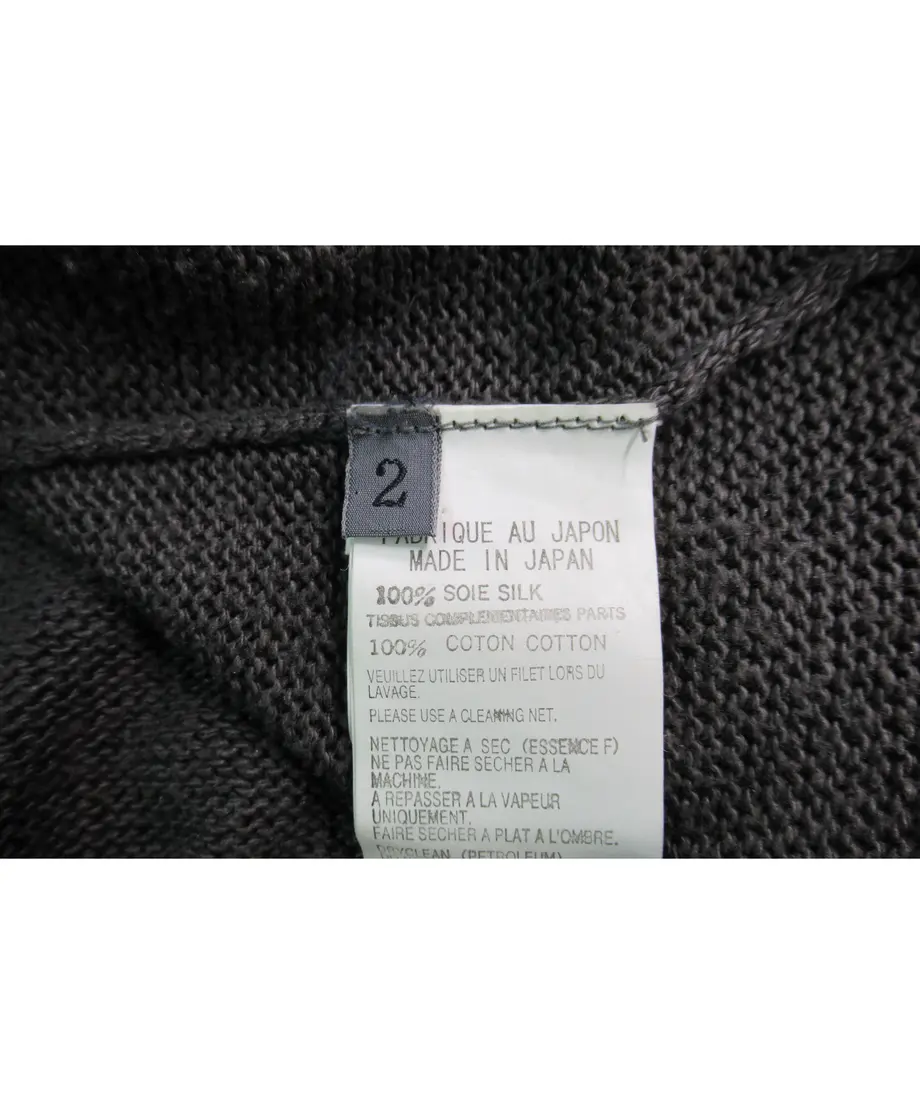 2
FABRIQUE AU JAPON
MADE IN JAPAN
100% SOIE SILK
TISSUS COMPLEMENTAIRES PARTS
100% COTON COTTON
VEUILLEZ UTILISER UN FILET LORS DU
LAVAGE.
PLEASE USE A CLEANING NET.
NETTOYAGE A SEC (ESSENCE F)
NE PAS FAIRE SECHER A LA
MACHINE.
A REPASSER A LA VAPEUR
UNIQUEMENT.
FAIRE SECHER A PLAT A L'OMBRE.
DRYCLEAN (PETROLEUM)